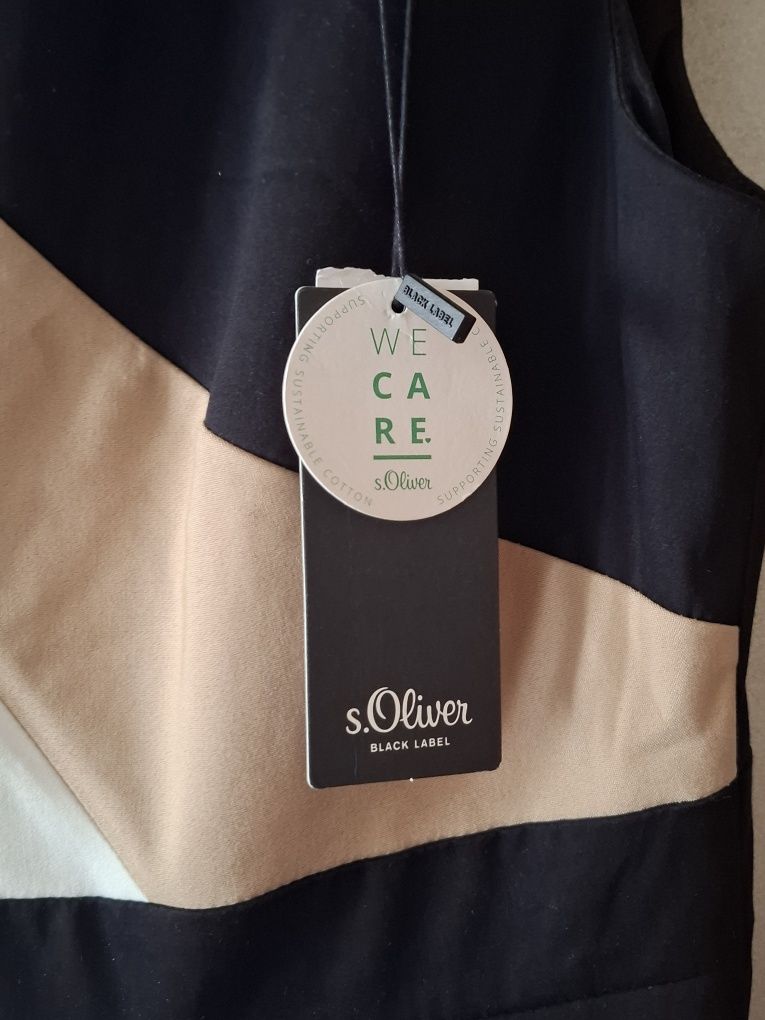 BLACK LABEL
SUPPORTING SUSTAINABLE COTTON
SUPPORTING SUSTAINABLE C
WE
CA
RE.
s.Oliver
s.Oliver
BLACK LABEL